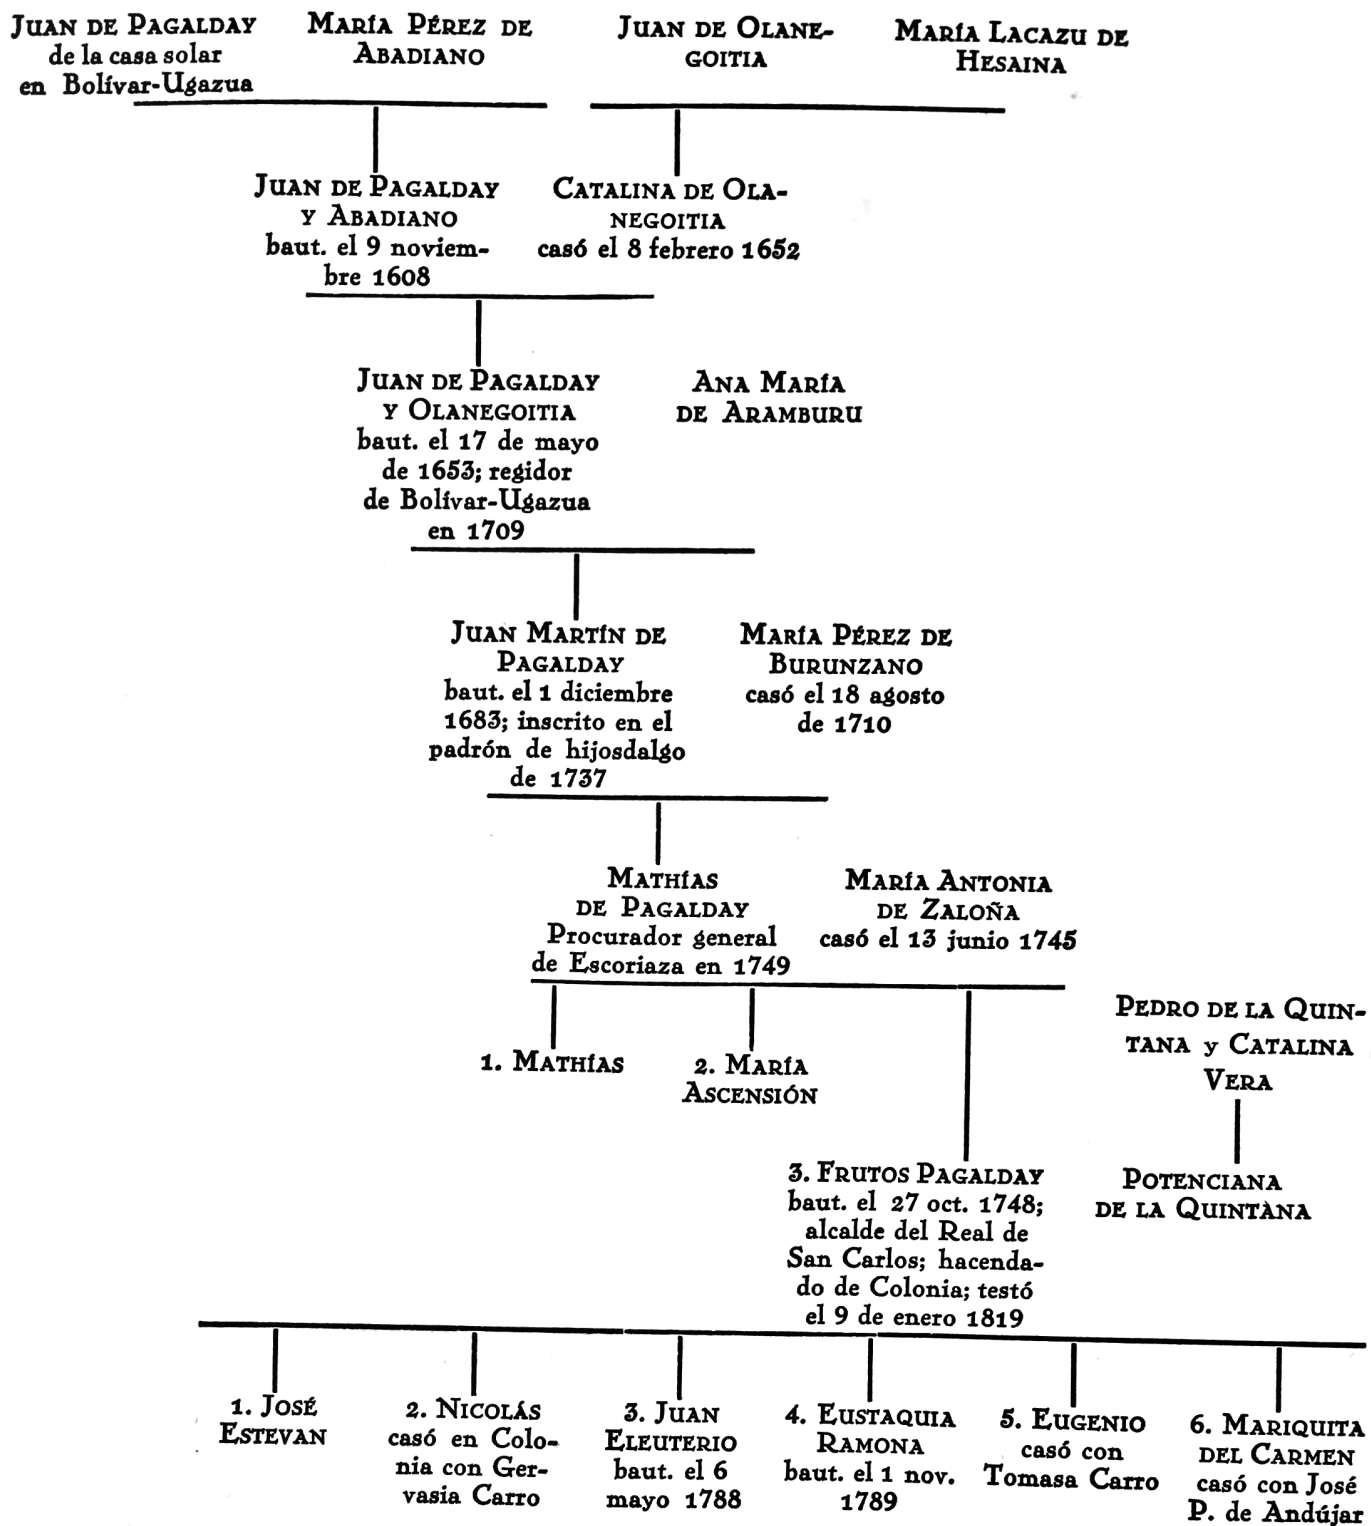 JUAN DE PAGALDAY
de la casa solar
en Bolívar-Ugazua
MARÍA PÉREZ DE
ABADIANO
JUAN DE OLANE-
GOITIA
MARÍA LACAZU DE
HESAINA
JUAN DE PAGALDAY
Y ABADIANO
baut. el 9 noviem-
bre 1608
CATALINA DE OLA-
NEGOITIA
casó el 8 febrero 1652
JUAN DE PAGALDAY
Y OLANEGOITIA
baut. el 17 de mayo
de 1653; regidor
de Bolívar-Ugazua
en 1709
ANA MARÍA
DE ARAMBURU
JUAN MARTÍN DE
PAGALDAY
baut. el 1 diciembre
1683; inscrito en el
padrón de hijosdalgo
de 1737
MARÍA PÉREZ DE
BURUNZANO
casó el 18 agosto
de 1710
MATHÍAS
DE PAGALDAY
Procurador general
de Escoriaza en 1749
MARÍA ANTONIA
DE ZALOÑA
casó el 13 junio 1745
1. MATHÍAS
2. MARÍA
ASCENSIÓN
PEDRO DE LA QUIN-
TANA y CATALINA
VERA
3. FRUTOS PAGALDAY
baut. el 27 oct. 1748;
alcalde del Real de
San Carlos; hacenda-
do de Colonia; testó
el 9 de enero 1819
POTENCIANA
DE LA QUINTÀNA
1. JOSÉ
ESTEVAN
2. NICOLÁS
casó en Colo-
nia con Ger-
vasia Carro
3. JUAN
ELEUTERIO
baut. el 6
mayo 1788
4. EUSTAQUIA
RAMONA
baut. el 1 nov.
1789
5. EUGENIO
casó con
Tomasa Carro
6. MARIQUITA
DEL CARMEN
casó con José
P. de Andújar